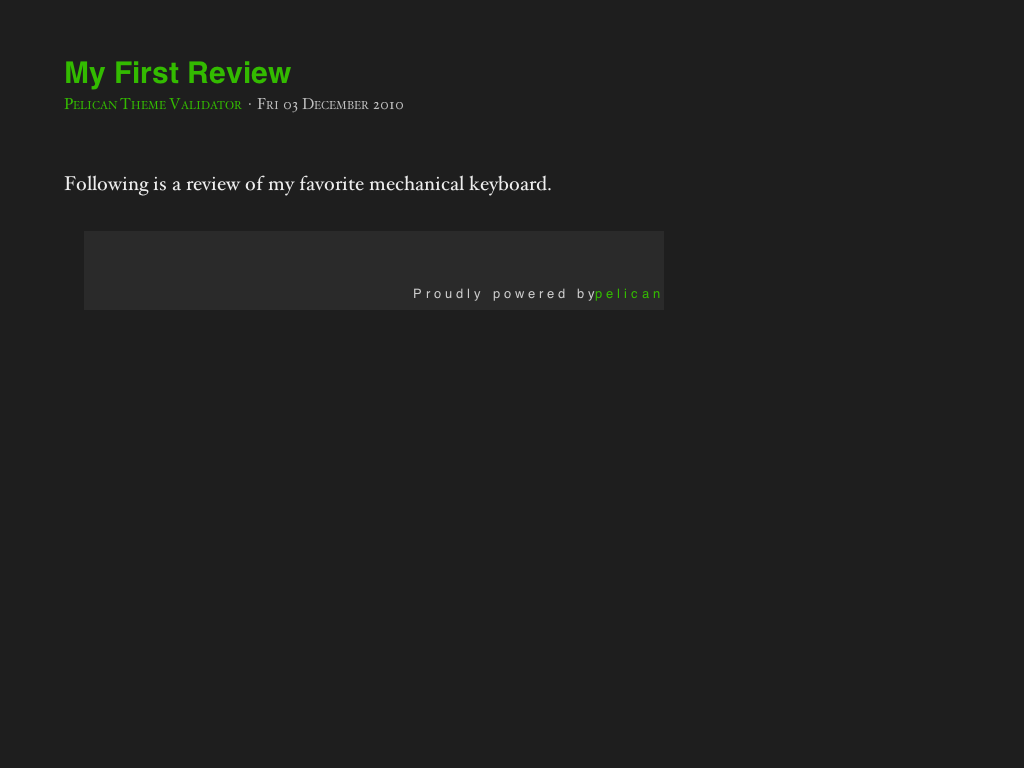 My First Review
Pelican Theme Validator · Fri 03 December 2010
Following is a review of my favorite mechanical keyboard.
Proudly powered by pelican